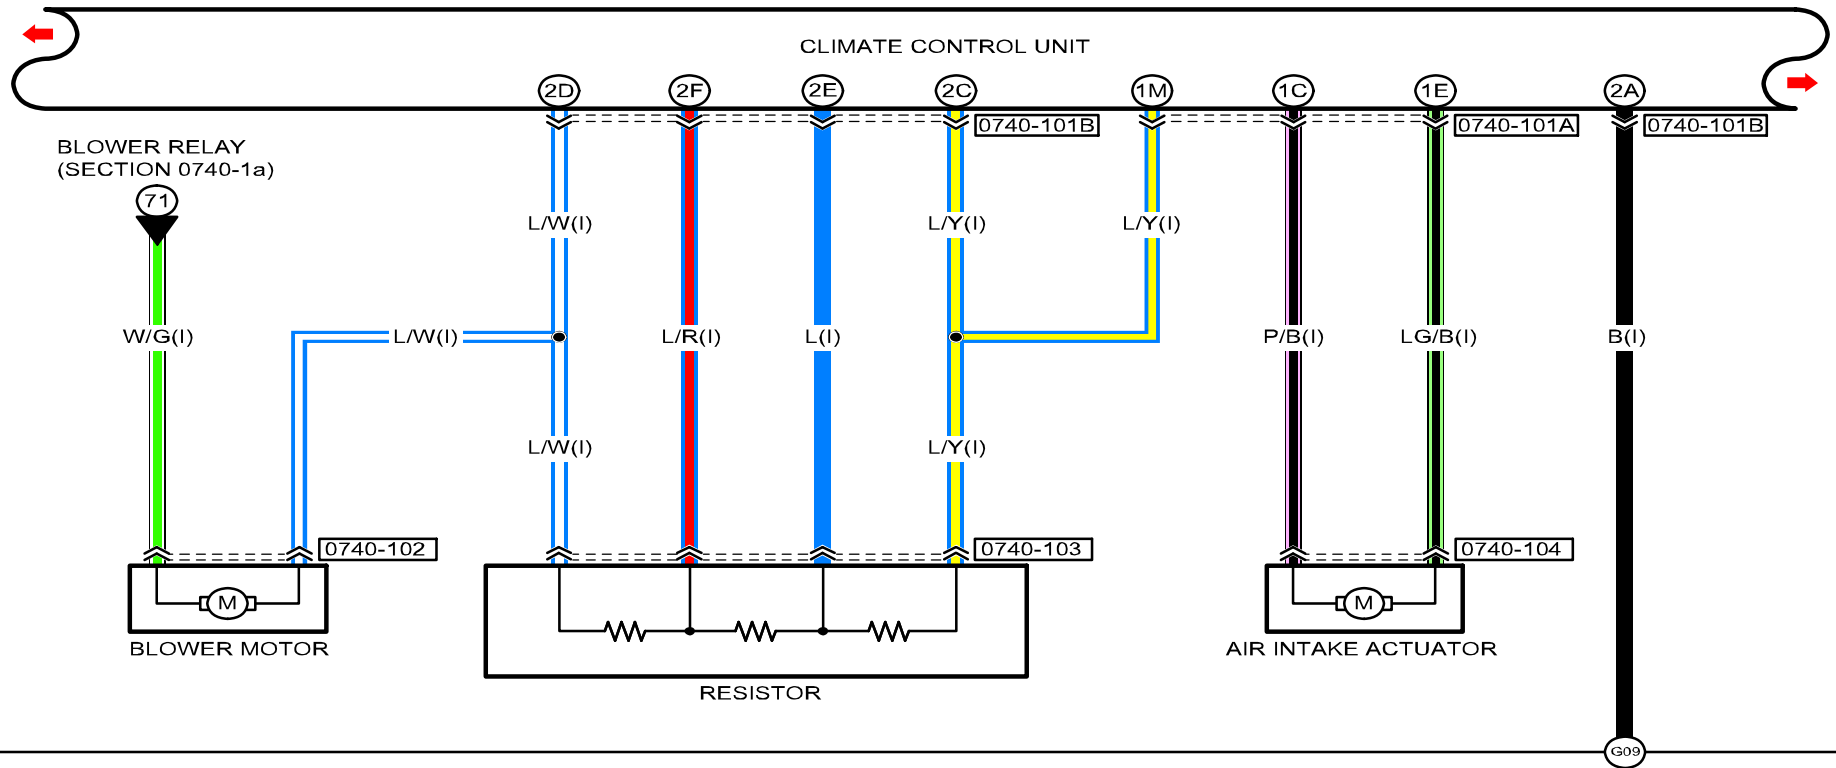 CLIMATE CONTROL UNIT
2D 2F 2E 2C 1M 1C 1E 2A
0740-101B 0740-101A 0740-101B
BLOWER RELAY
(SECTION 0740-1a)
71
L/W(I) L/Y(I) L/Y(I)
W/G(I) L/W(I) L/R(I) L(I) P/B(I) LG/B(I) B(I)
L/W(I) L/Y(I)
0740-102 0740-103 0740-104
M M
BLOWER MOTOR AIR INTAKE ACTUATOR
RESISTOR
G09